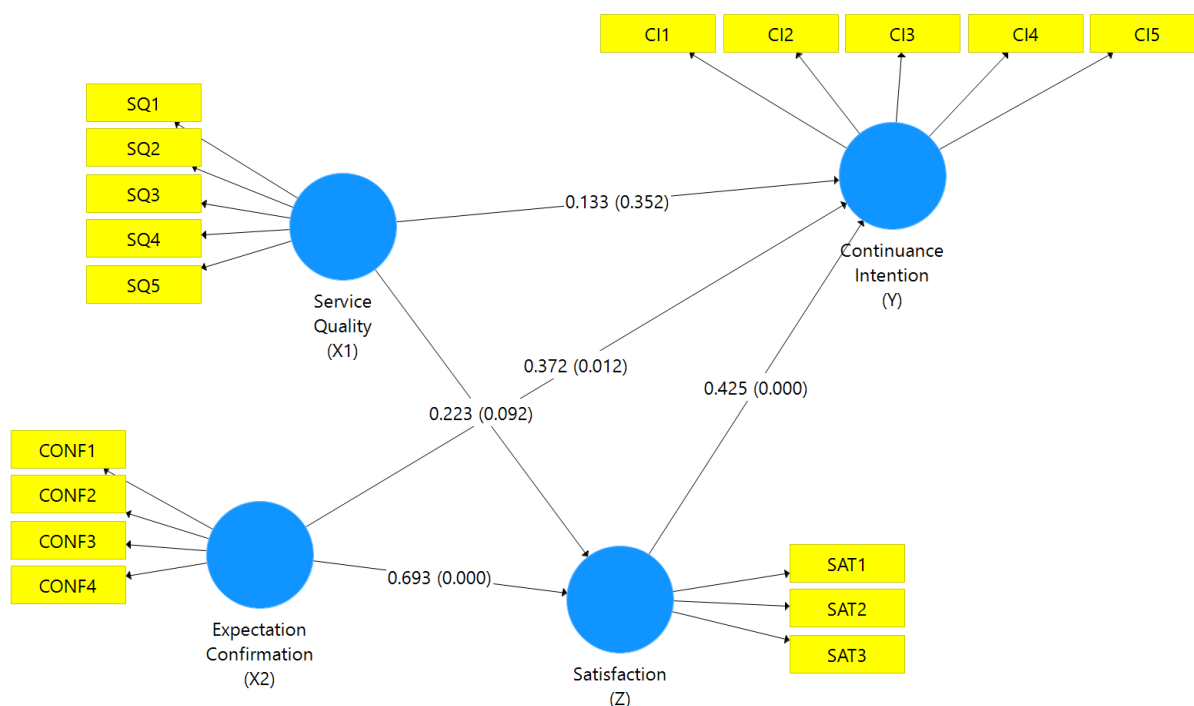 CI1
CI2
CI3
CI4
CI5
SQ1
SQ2
SQ3
SQ4
SQ5
0.133 (0.352)
Continuance
Intention
(Y)
Service
Quality
(X1)
0.372 (0.012)
0.425 (0.000)
0.223 (0.092)
CONF1
CONF2
CONF3
CONF4
0.693 (0.000)
SAT1
SAT2
SAT3
Expectation
Confirmation
(X2)
Satisfaction
(Z)